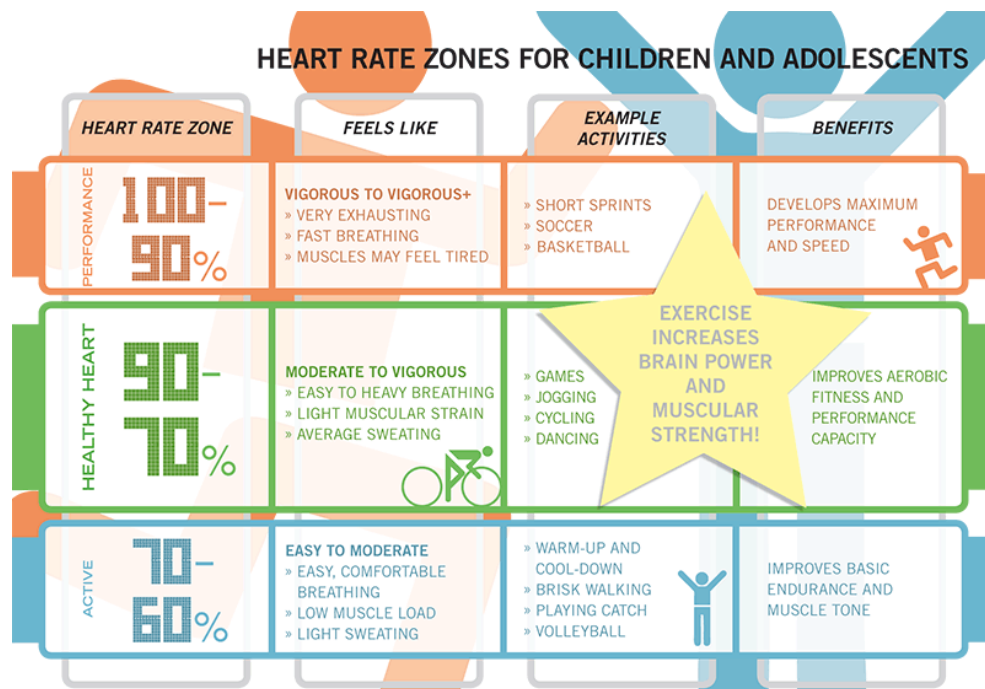 HEART RATE ZONES FOR CHILDREN AND ADOLESCENTS
HEART RATE ZONE
FEELS LIKE
EXAMPLE
ACTIVITIES
BENEFITS
PERFORMANCE
100-
90%
VIGOROUS TO VIGOROUS+
» VERY EXHAUSTING
» FAST BREATHING
» MUSCLES MAY FEEL TIRED
» SHORT SPRINTS
» SOCCER
» BASKETBALL
DEVELOPS MAXIMUM
PERFORMANCE
AND SPEED
HEALTHY HEART
90-
70%
MODERATE TO VIGOROUS
» EASY TO HEAVY BREATHING
» LIGHT MUSCULAR STRAIN
» AVERAGE SWEATING
» GAMES
» JOGGING
» CYCLING
» DANCING
EXERCISE
INCREASES
BRAIN POWER
AND
MUSCULAR
STRENGTH!
IMPROVES AEROBIC
FITNESS AND
PERFORMANCE
CAPACITY
ACTIVE
70-
60%
EASY TO MODERATE
» EASY, COMFORTABLE
BREATHING
» LOW MUSCLE LOAD
» LIGHT SWEATING
» WARM-UP AND
COOL-DOWN
» BRISK WALKING
» PLAYING CATCH
» VOLLEYBALL
IMPROVES BASIC
ENDURANCE AND
MUSCLE TONE